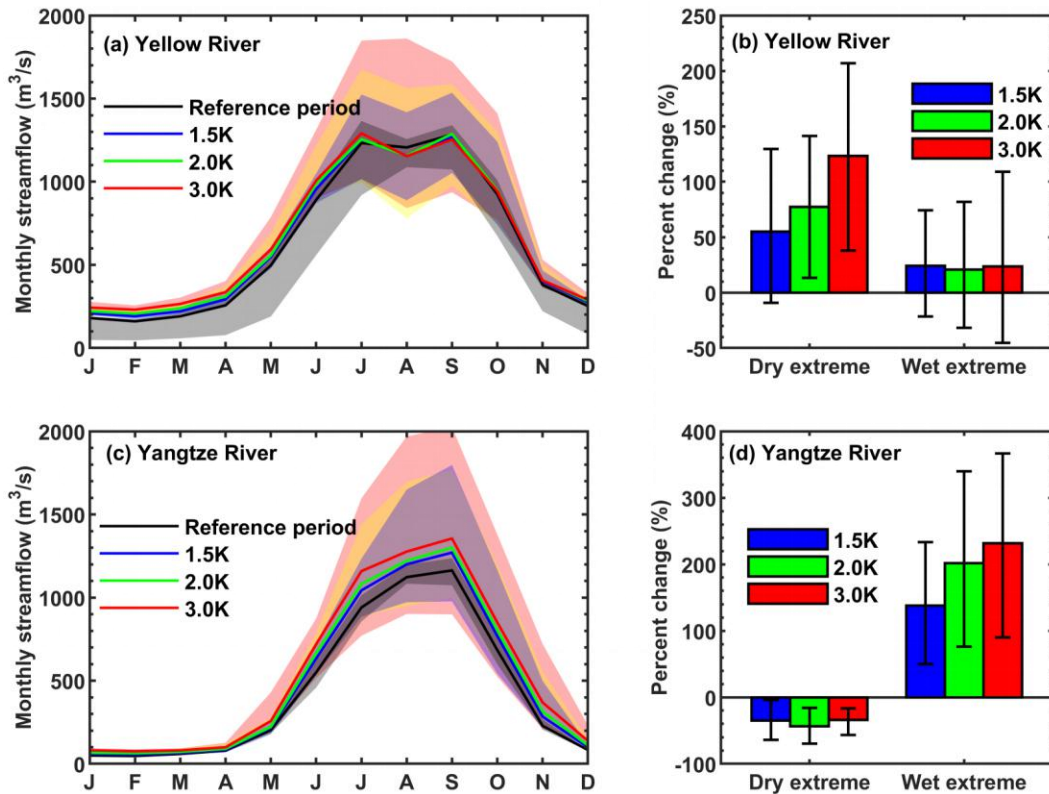 (a) Yellow River
Monthly streamflow (m³/s)
2000
1500
1000
500
0
Reference period
1.5K
2.0K
3.0K
J F M A M J J A S O N D
(b) Yellow River
Percent change (%)
250
200
150
100
50
0
-50
1.5K
2.0K
3.0K
Dry extreme Wet extreme
(c) Yangtze River
Monthly streamflow (m³/s)
2000
1500
1000
500
0
Reference period
1.5K
2.0K
3.0K
J F M A M J J A S O N D
(d) Yangtze River
Percent change (%)
400
300
200
100
0
-100
1.5K
2.0K
3.0K
Dry extreme Wet extreme